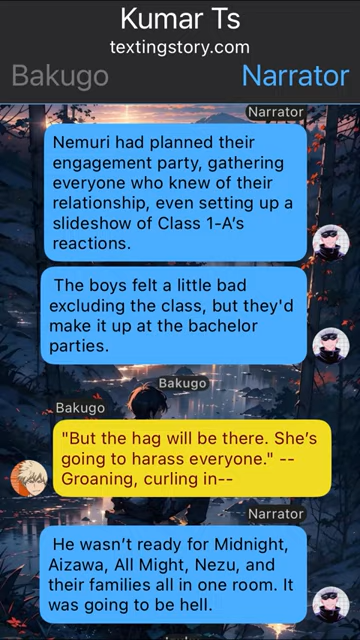 Kumar Ts
textingstory.com
Bakugo
Narrator
Narrator
Nemuri had planned their
engagement party, gathering
everyone who knew of their
relationship, even setting up a
slideshow of Class 1-A’s
reactions.
The boys felt a little bad
excluding the class, but they'd
make it up at the bachelor
parties.
Bakugo
Bakugo
"But the hag will be there. She’s
going to harass everyone." --
Groaning, curling in--
Narrator
He wasn’t ready for Midnight,
Aizawa, All Might, Nezu, and
their families all in one room. It
was going to be hell.